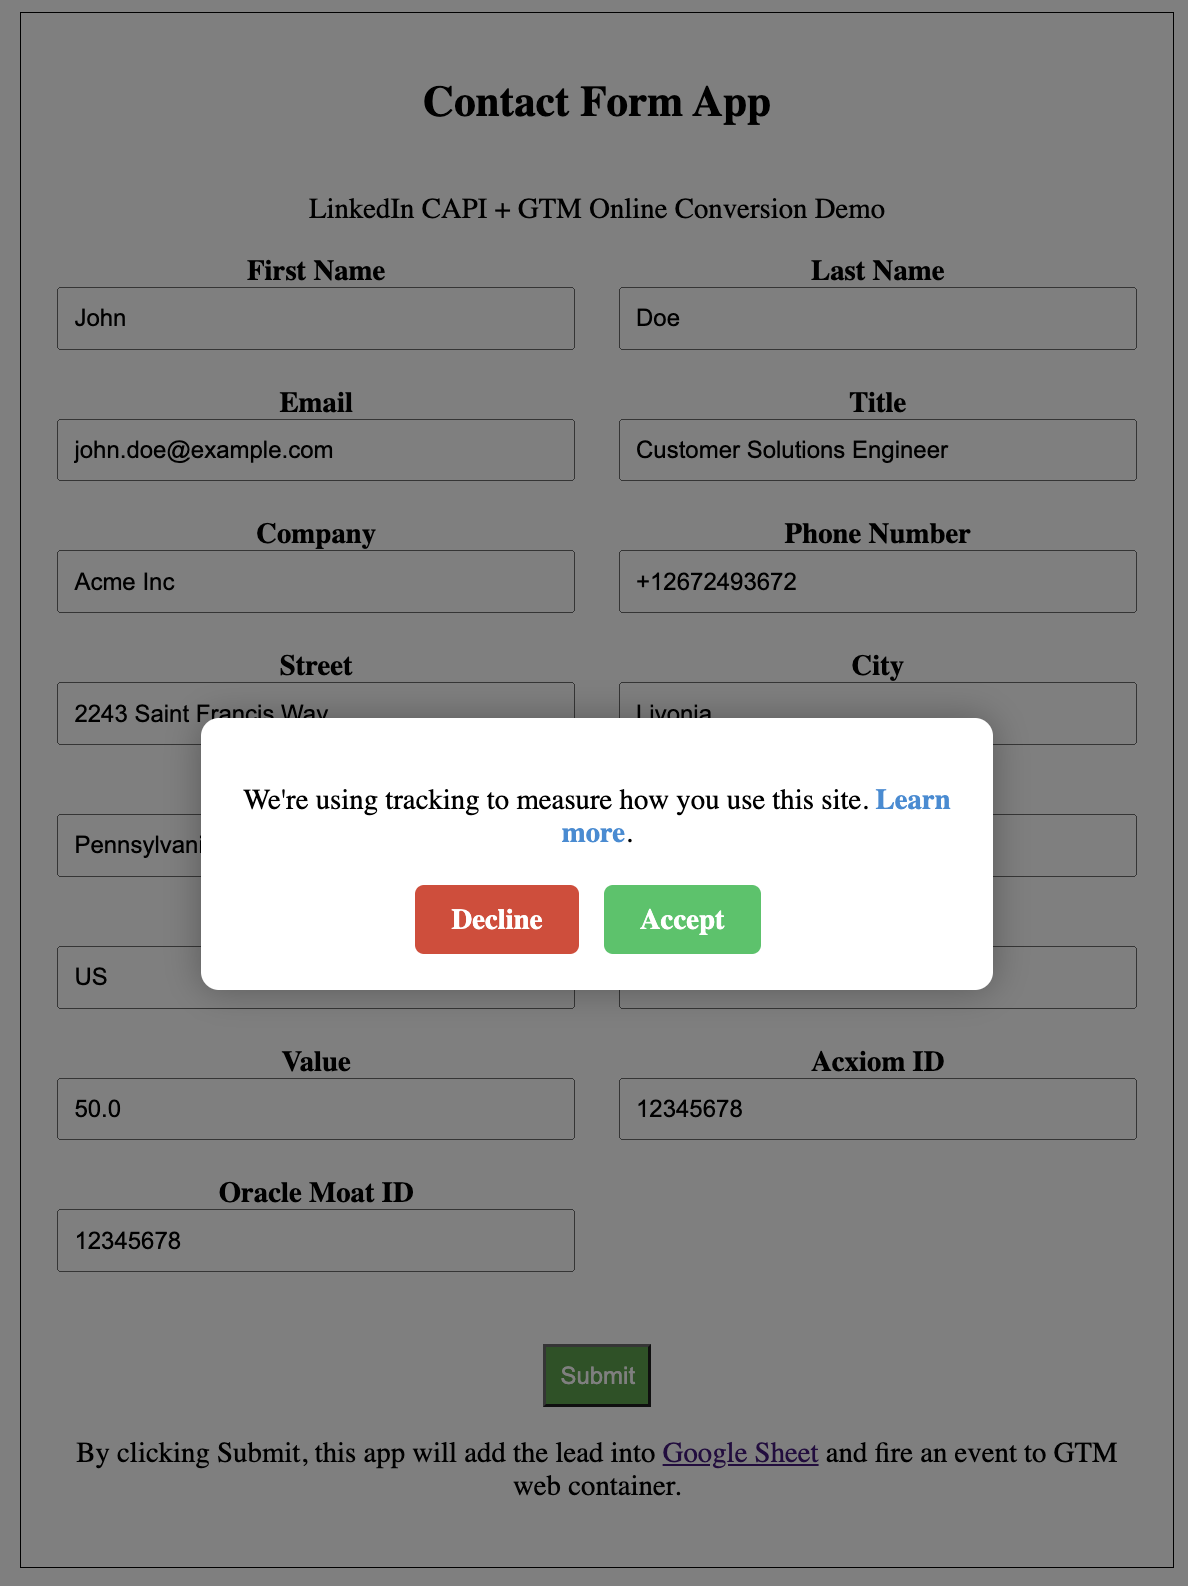 Contact Form App
LinkedIn CAPI + GTM Online Conversion Demo
First Name
Last Name
John
Doe
Email
Title
john.doe@example.com
Customer Solutions Engineer
Company
Phone Number
Acme Inc
+12672493672
Street
City
2243 Saint Francis Way
Livonia
We're using tracking to measure how you use this site. Learn
more.
Pennsylvani
Decline
Accept
US
Value
Acxiom ID
50.0
12345678
Oracle Moat ID
12345678
Submit
By clicking Submit, this app will add the lead into Google Sheet and fire an event to GTM
web container.